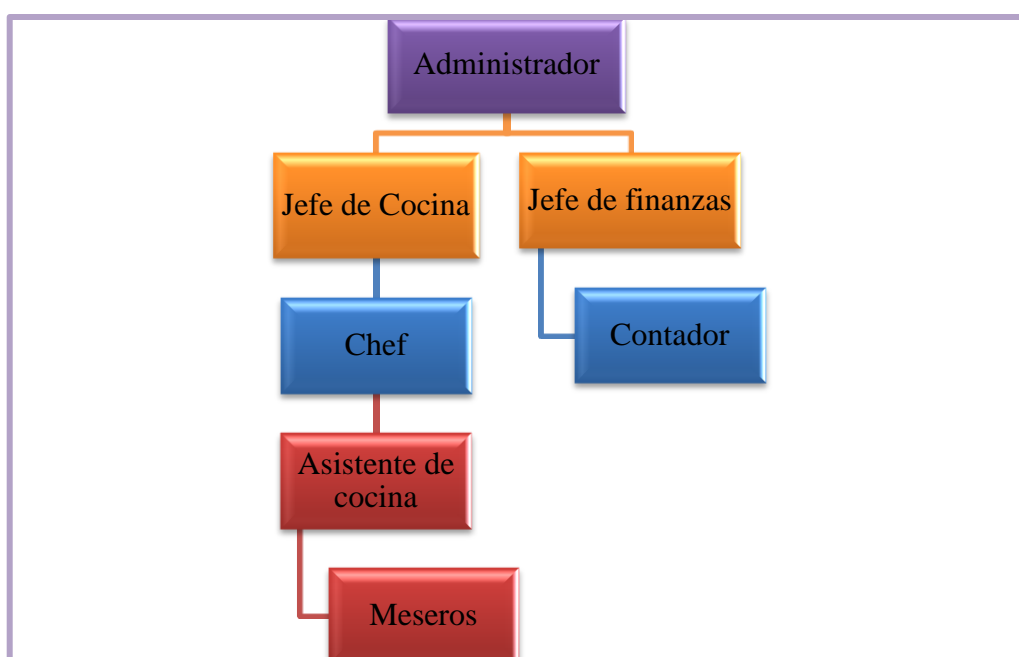 Administrador
Jefe de Cocina
Jefe de finanzas
Chef
Contador
Asistente de
cocina
Meseros